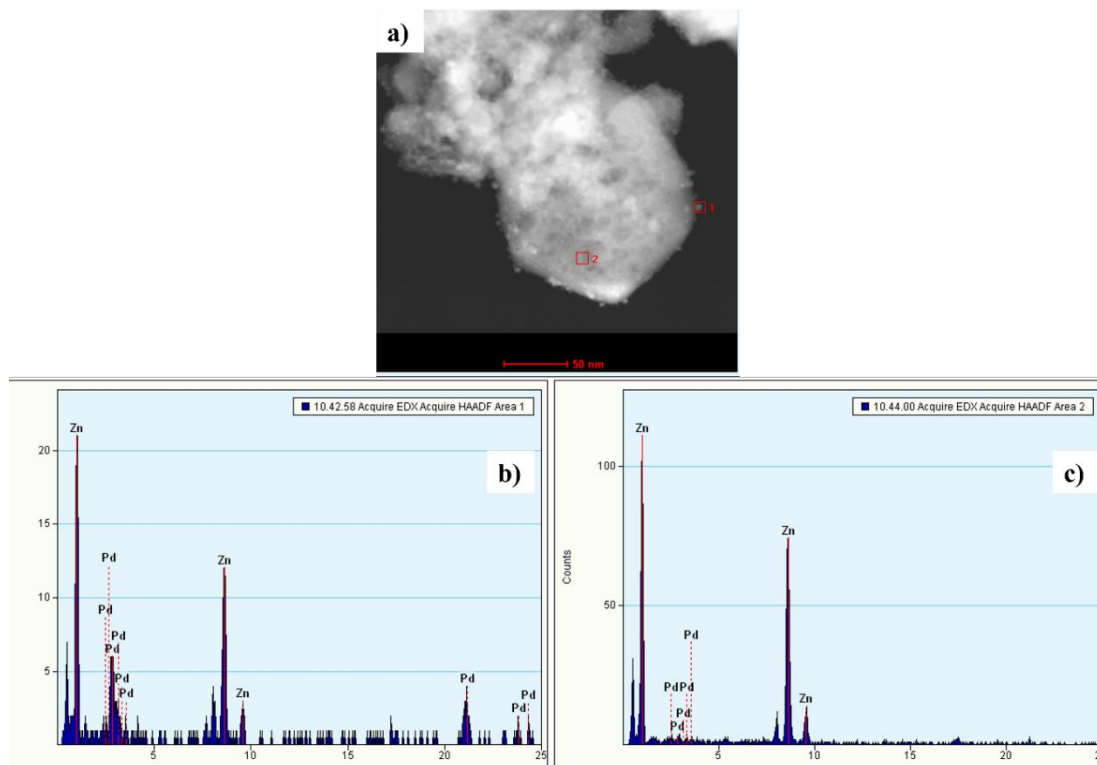 a)
1
2
50 nm
10.42.58 Acquire EDX Acquire HAADF Area 1
b)
Zn
Pd
Pd
Pd
Pd
Pd
Zn
Zn
Pd
Pd
Pd
20
15
10
5
5
10
15
20
25
10.44.00 Acquire EDX Acquire HAADF Area 2
c)
Counts
Zn
Pd
Pd
Pd
Pd
Zn
Zn
100
50
5
10
15
20